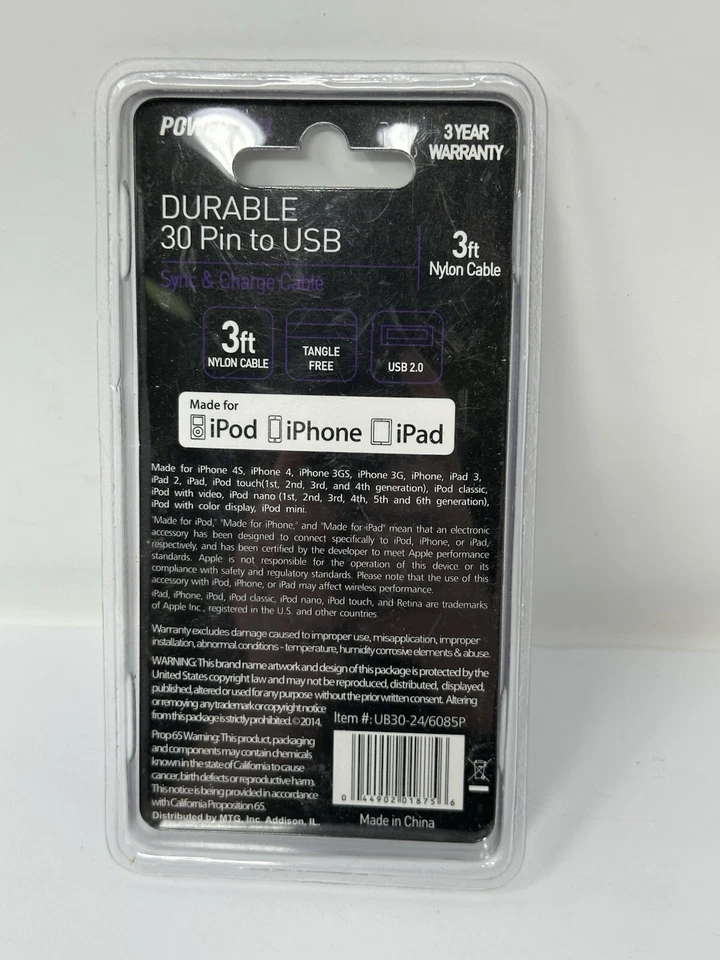 3 YEAR
WARRANTY
DURABLE
30 Pin to USB
3ft
Nylon Cable
Sync & Charge Cable
3ft
NYLON CABLE
TANGLE
FREE
USB 2.0
Made for
iPod iPhone iPad
Made for iPhone 4S, iPhone 4, iPhone 3GS, iPhone 3G, iPhone, iPad 3,
iPad 2, iPad, iPod touch(1st, 2nd, 3rd, and 4th generation), iPod classic,
iPod with video, iPod nano (1st, 2nd, 3rd, 4th, 5th and 6th generation),
iPod with color display, iPod mini.
"Made for iPod," "Made for iPhone," and "Made for iPad" mean that an electronic
accessory has been designed to connect specifically to iPod, iPhone, or iPad,
respectively, and has been certified by the developer to meet Apple performance
standards. Apple is not responsible for the operation of this device or its
compliance with safety and regulatory standards. Please note that the use of this
accessory with iPod, iPhone, or iPad may affect wireless performance.
iPad, iPhone, iPod, iPod classic, iPod nano, iPod touch, and Retina are trademarks
of Apple Inc., registered in the U.S. and other countries.
Warranty excludes damage caused to improper use, misapplication, improper
installation, abnormal conditions - temperature, humidity corrosive elements & abuse.
WARNING: This brand name artwork and design of this package is protected by the
United States copyright law and may not be reproduced, distributed, displayed,
published, altered or used for any purpose without the prior written consent. Altering
or removing any trademark or copyright notice
from this package is strictly prohibited. ©2014.
Item #: UB30-24/6085P
Prop 65 Warning: This product, packaging
and components may contain chemicals
known in the state of California to cause
cancer, birth defects or reproductive harm.
This notice is being provided in accordance
with California Proposition 65.
Distributed by MTG, Inc. Addison, IL.
0 44902 01875 6
Made in China